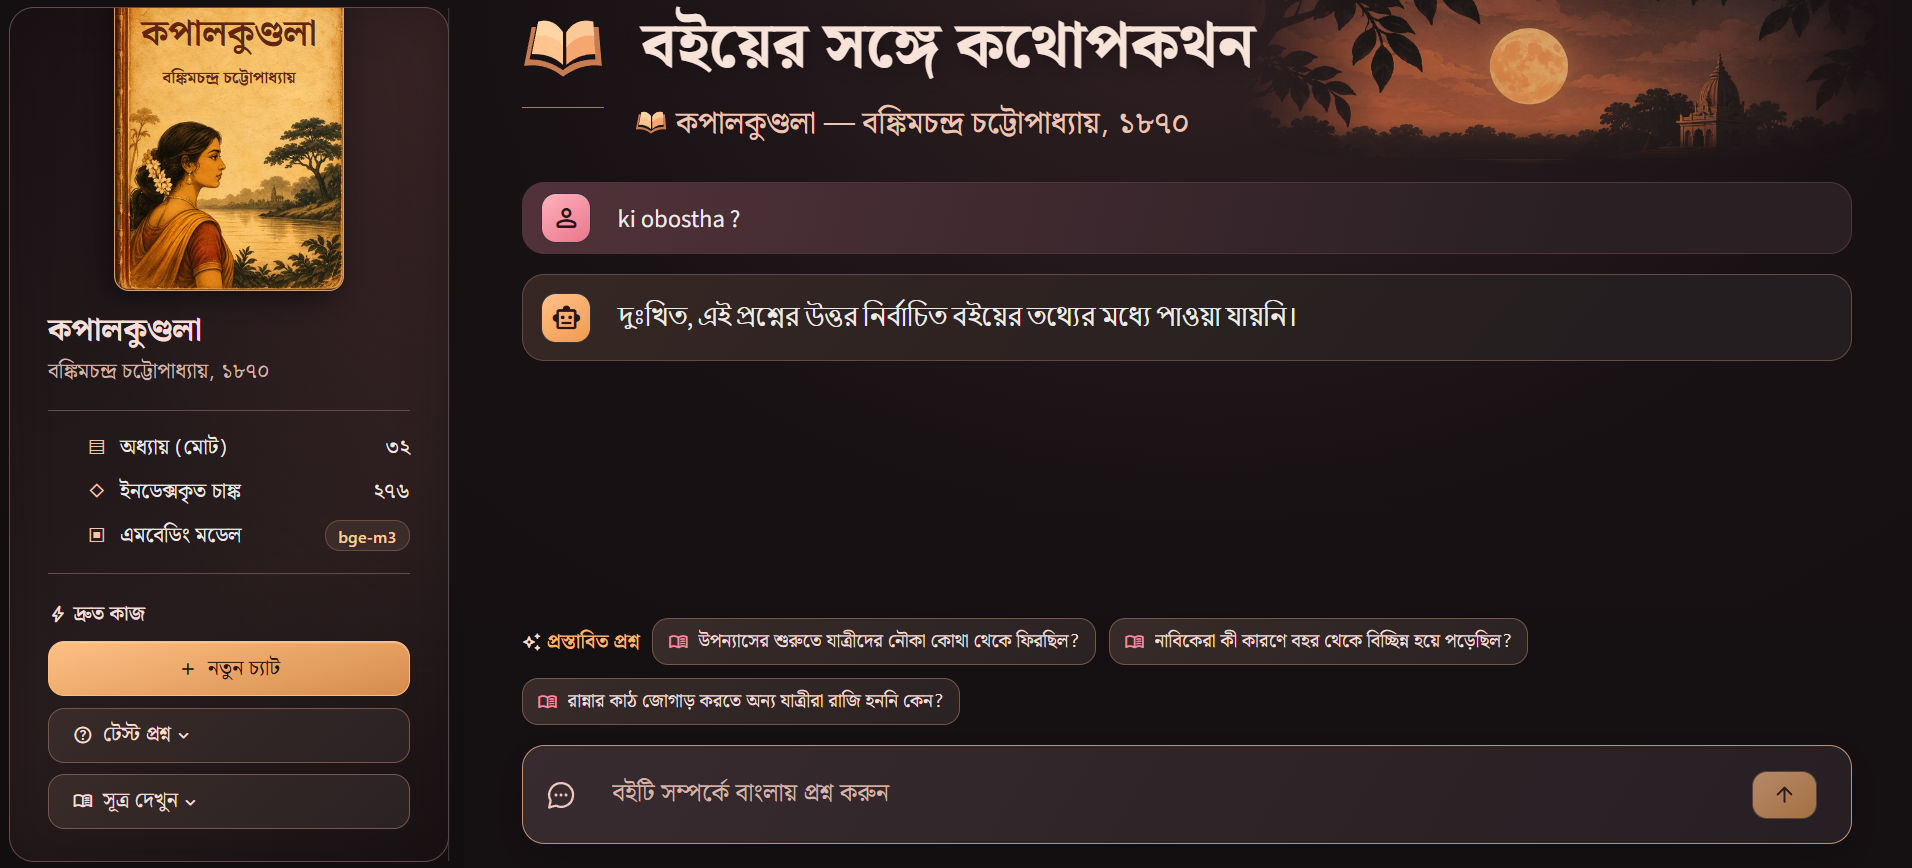 কপালকুণ্ডলা
বঙ্কিমচন্দ্র চট্টোপাধ্যায়
কপালকুণ্ডলা
বঙ্কিমচন্দ্র চট্টোপাধ্যায়, ১৮৭০
অধ্যায় (মোট) ৩২
ইনডেক্সকৃত চাঙ্ক ২৭৬
এমবেডিং মডেল bge-m3
দ্রুত কাজ
+ নতুন চ্যাট
টেস্ট প্রশ্ন
সূত্র দেখুন
বইয়ের সঙ্গে কথোপকথন
কপালকুণ্ডলা — বঙ্কিমচন্দ্র চট্টোপাধ্যায়, ১৮৭০
ki obostha ?
দুঃখিত, এই প্রশ্নের উত্তর নির্বাচিত বইয়ের তথ্যের মধ্যে পাওয়া যায়নি।
প্রস্তাবিত প্রশ্ন উপন্যাসের শুরুতে যাত্রীদের নৌকা কোথা থেকে ফিরছিল? নাবিকেরা কী কারণে বহর থেকে বিচ্ছিন্ন হয়ে পড়েছিল?
রান্নার কাঠ জোগাড় করতে অন্য যাত্রীরা রাজি হননি কেন?
বইটি সম্পর্কে বাংলায় প্রশ্ন করুন